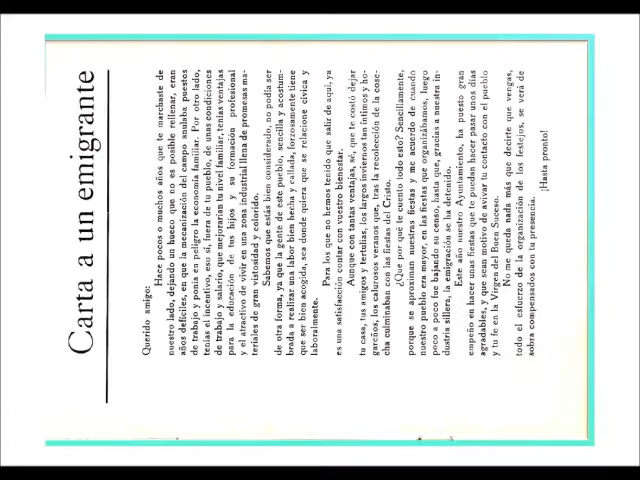 Carta a un emigrante
Querido amigo:
Hace pocos o muchos años que te marchaste de
nuestro lado, dejando un hueco que no es posible rellenar, eran
años difíciles, en que la mecanización del campo anulaba puestos
de trabajo y ponía en peligro la economía familiar. Por otro lado,
tenías el incentivo, eso sí, fuera de tu pueblo, de unas condiciones
de trabajo y salario, que mejorarían tu nivel familiar, tenías ventajas
para la educación de tus hijos y su formación profesional
y el atractivo de vivir en una zona industrial llena de promesas ma-
teriales de gran vistosidad y colorido.
Sabemos que estás bien considerado, no podía ser
de otra forma, ya que la gente de este pueblo, sencilla y acostum-
brada a realizar una labor bien hecha y callada, forzosamente tiene
que ser bien acogida, sea donde quiera que se relacione cívica y
laboralmente.
Para los que no hemos tenido que salir de aquí, ya
es una satisfacción contar con vuestro bienestar.
Aunque con tantas ventajas, sé, que te costó dejar
tu casa, tus amigos y tertulias, los largos inviernos tan íntimos y ho-
gareños, los calurosos veranos que, tras la recolección de la cose-
cha culminaban con las fiestas del Cristo.
¿Que por qué te cuento todo esto? Sencillamente,
porque se aproximan nuestras fiestas y me acuerdo de cuando
nuestro pueblo era mayor, en las fiestas que organizábamos, luego
poco a poco fue bajando su censo, hasta que, gracias a nuestra in-
dustria sillera, la emigración se ha detenido.
Este año nuestro Ayuntamiento, ha puesto gran
empeño en hacer unas fiestas que te puedan hacer pasar unos días
agradables, y que sean motivo de avivar tu contacto con el pueblo
y tu fe en la Virgen del Buen Suceso.
No me queda nada más que decirte que vengas,
todo el esfuerzo de la organización de los festejos, se verá de
sobra compensados con tu presencia.
¡Hasta pronto!